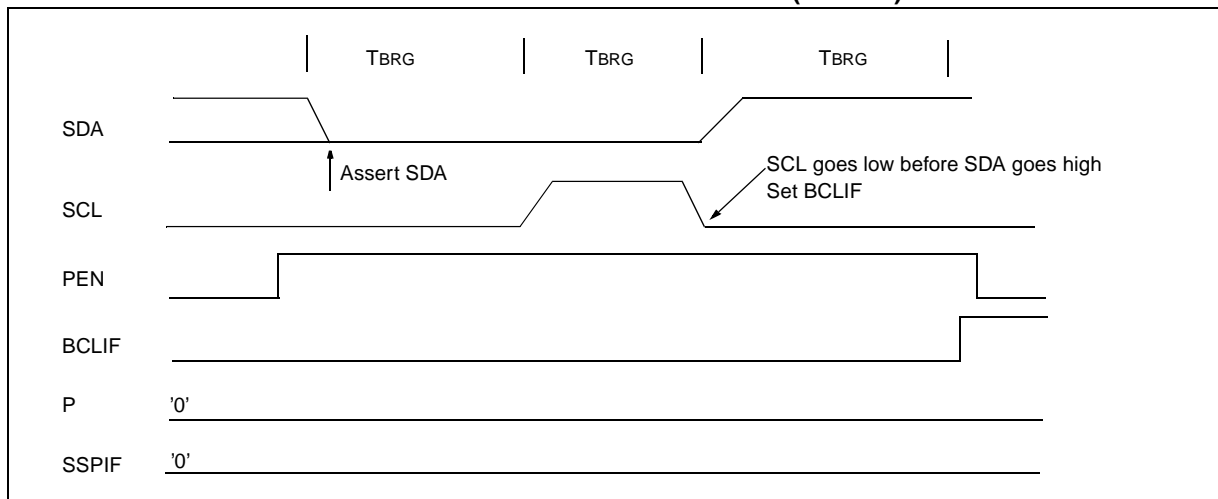 TBRG TBRG TBRG
SDA
Assert SDA
SCL goes low before SDA goes high
Set BCLIF
SCL
PEN
BCLIF
P '0'
SSPIF '0'